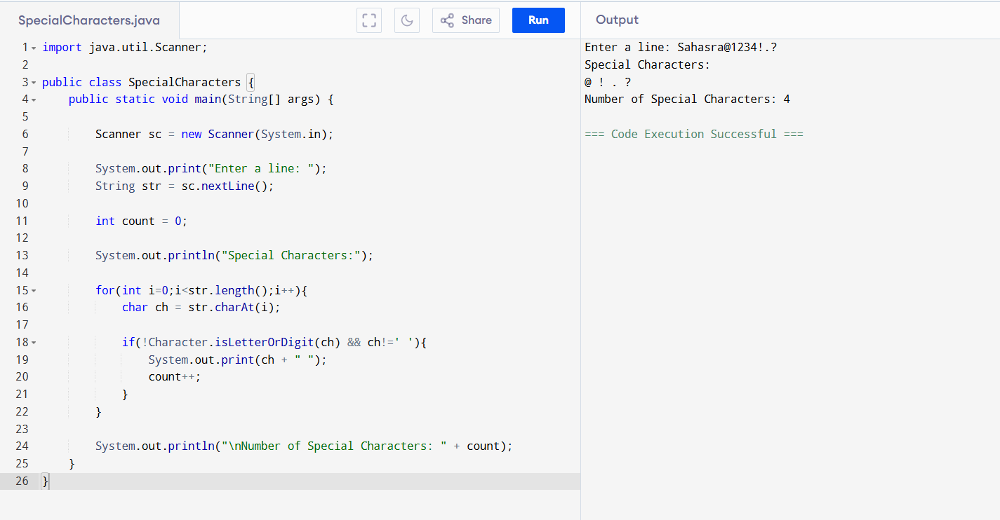 SpecialCharacters.java
Share
Run
Output
1 import java.util.Scanner;
2
3 public class SpecialCharacters {
4     public static void main(String[] args) {
5
6         Scanner sc = new Scanner(System.in);
7
8         System.out.print("Enter a line: ");
9         String str = sc.nextLine();
10
11         int count = 0;
12
13         System.out.println("Special Characters:");
14
15         for(int i=0;i<str.length();i++){
16             char ch = str.charAt(i);
17
18             if(!Character.isLetterOrDigit(ch) && ch!=' '){
19                 System.out.print(ch + " ");
20                 count++;
21             }
22         }
23
24         System.out.println("\nNumber of Special Characters: " + count);
25     }
26 }
Enter a line: Sahasra@1234!.?
Special Characters:
@ ! . ?
Number of Special Characters: 4
=== Code Execution Successful ===